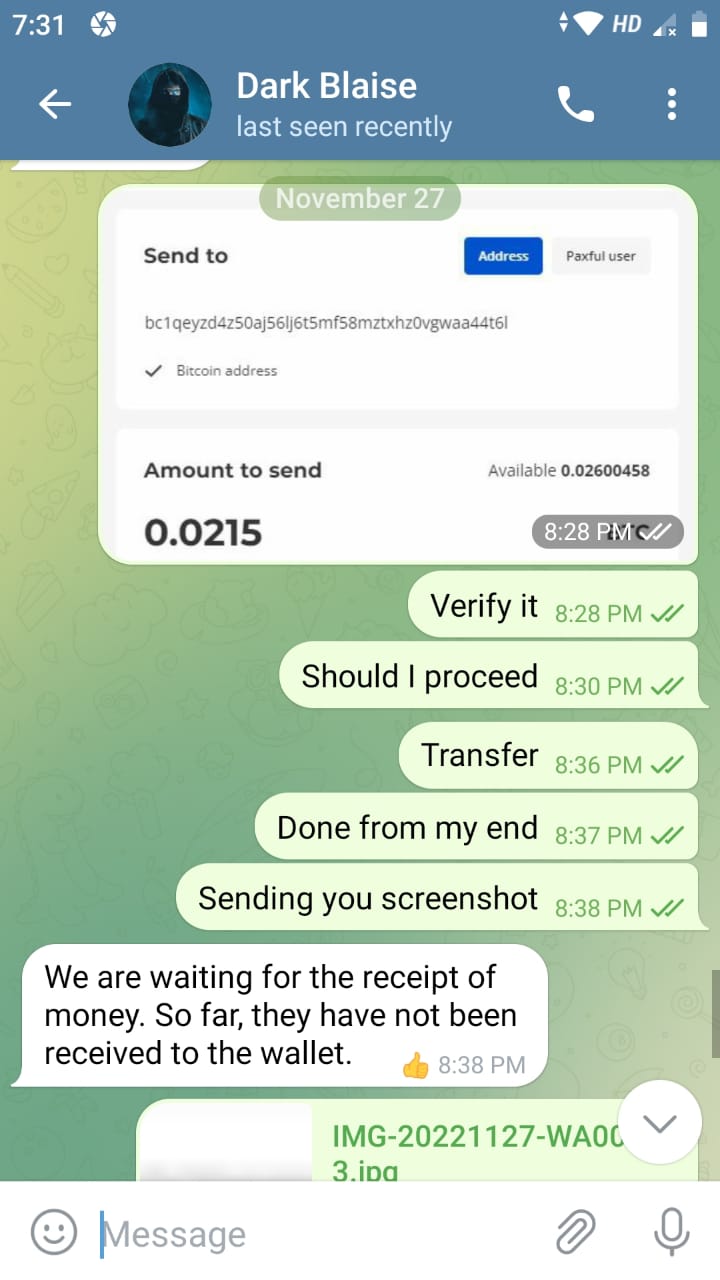 7:31 HD
Dark Blaise
last seen recently
November 27
Send to
Address Paxful user
bc1qeyzd4z50aj56lj6t5mf58mztxhz0vgwaa44t6l
Bitcoin address
Amount to send Available 0.02600458
0.0215 BTC
8:28 PM
Verify it 8:28 PM
Should I proceed 8:30 PM
Transfer 8:36 PM
Done from my end 8:37 PM
Sending you screenshot 8:38 PM
We are waiting for the receipt of
money. So far, they have not been
received to the wallet.
8:38 PM
IMG-20221127-WA00
3.jpg
Message